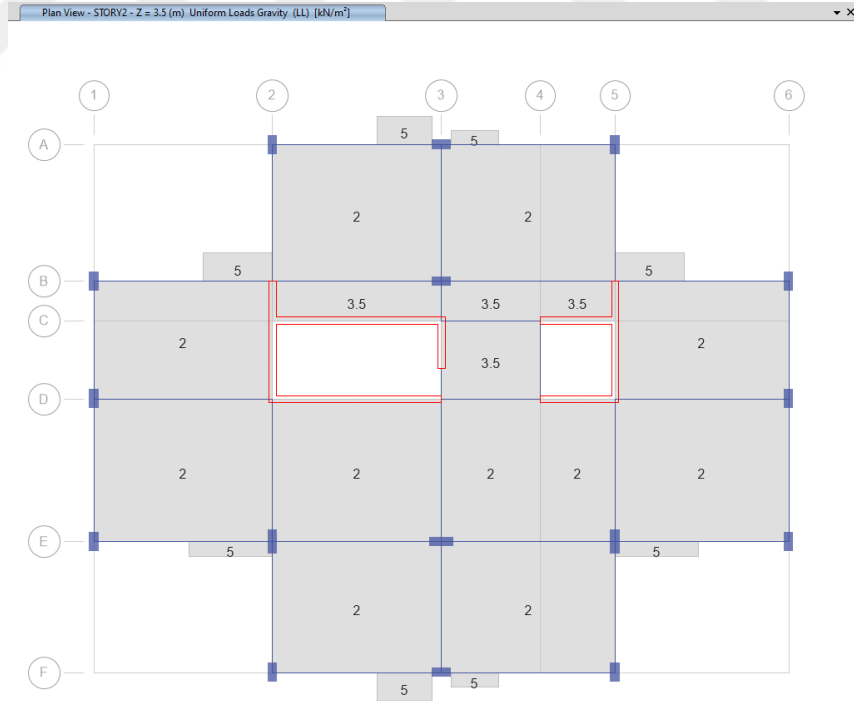 Plan View - STORY2 - Z = 3.5 (m) Uniform Loads Gravity (LL) [kN/m²]
1 2 3 4 5 6
A
5 5
2 2
5 5
B
3.5 3.5 3.5
C
2 3.5 2
D
2 2 2 2 2
E
5 5
2 2
F
5 5